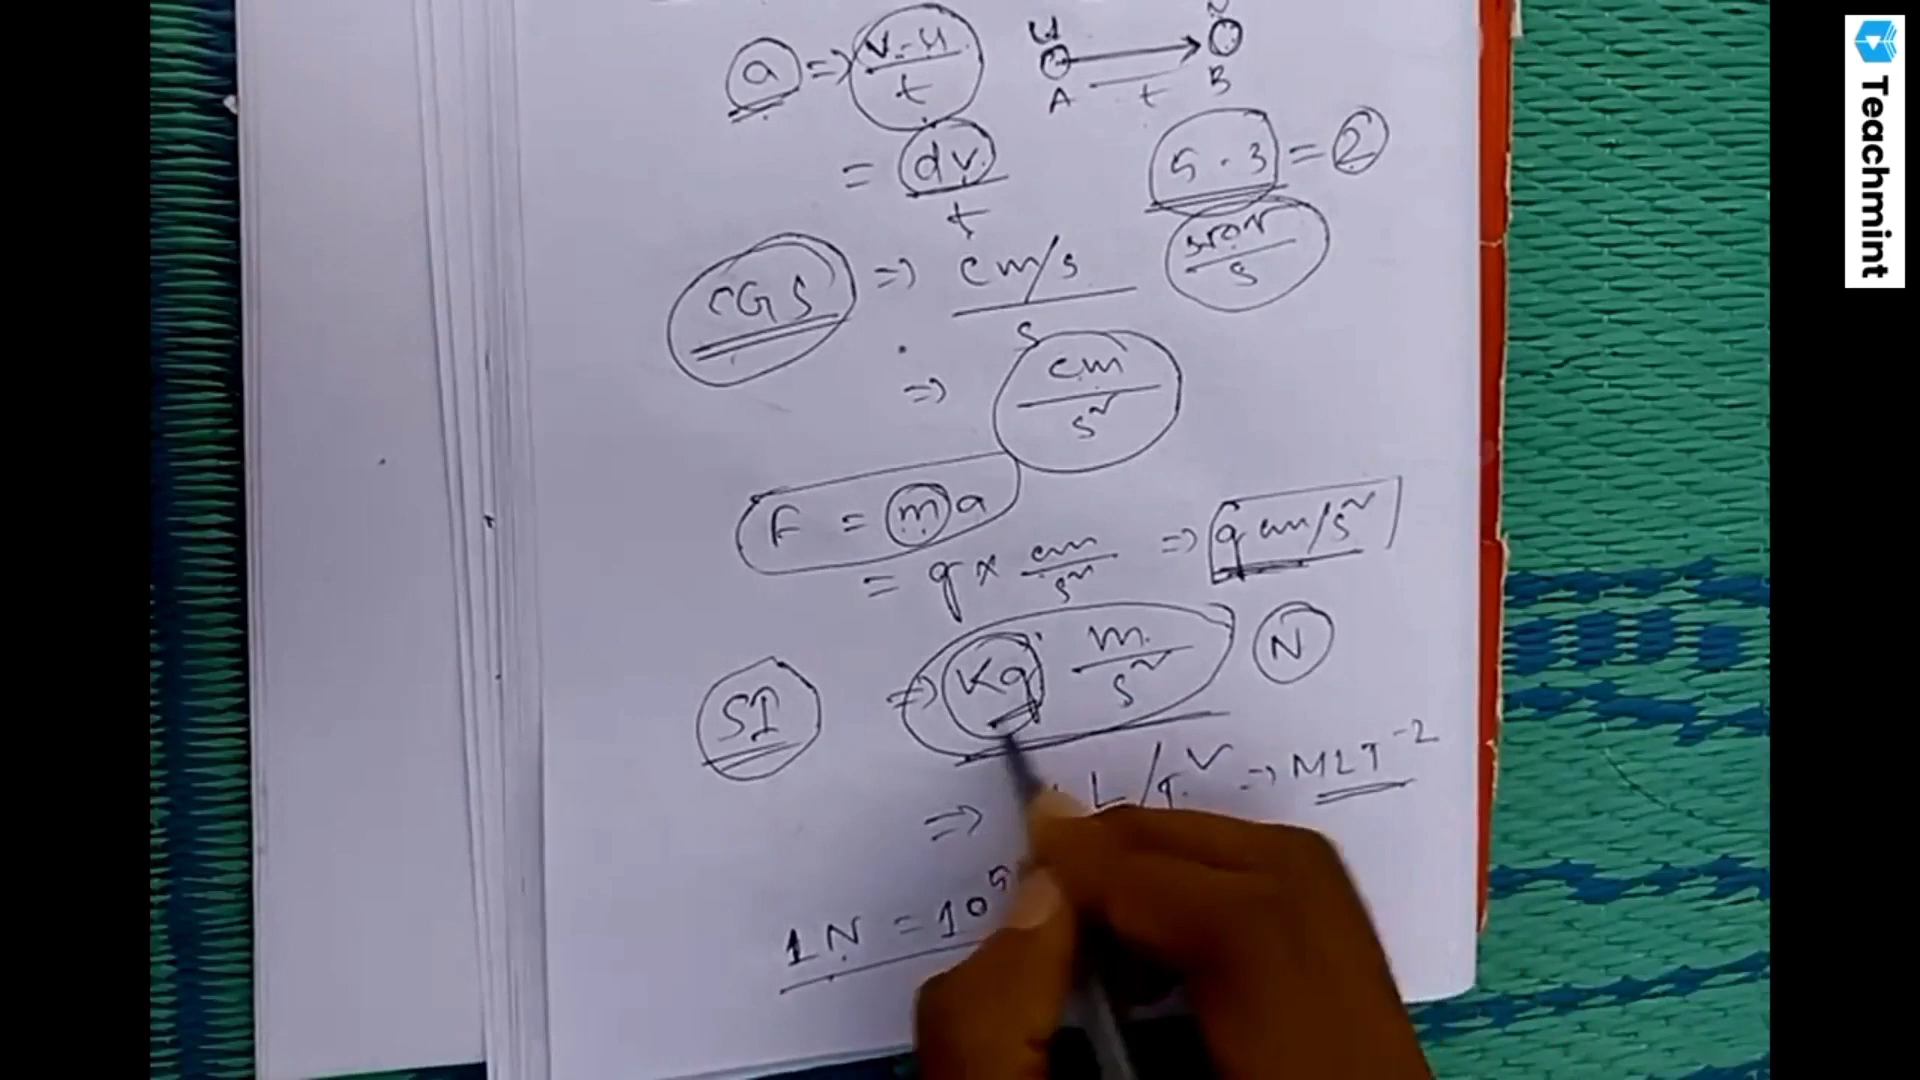 a => v-u / t
u v
A t B
= dv / t
5 - 3 = 2
CGS => cm/s / s
=> cm / s²
F = ma
= g x cm / s² => g cm/s²
SI => Kg m / s² N
=> L/T² => MLT⁻²
1N = 10⁵
Teachmint